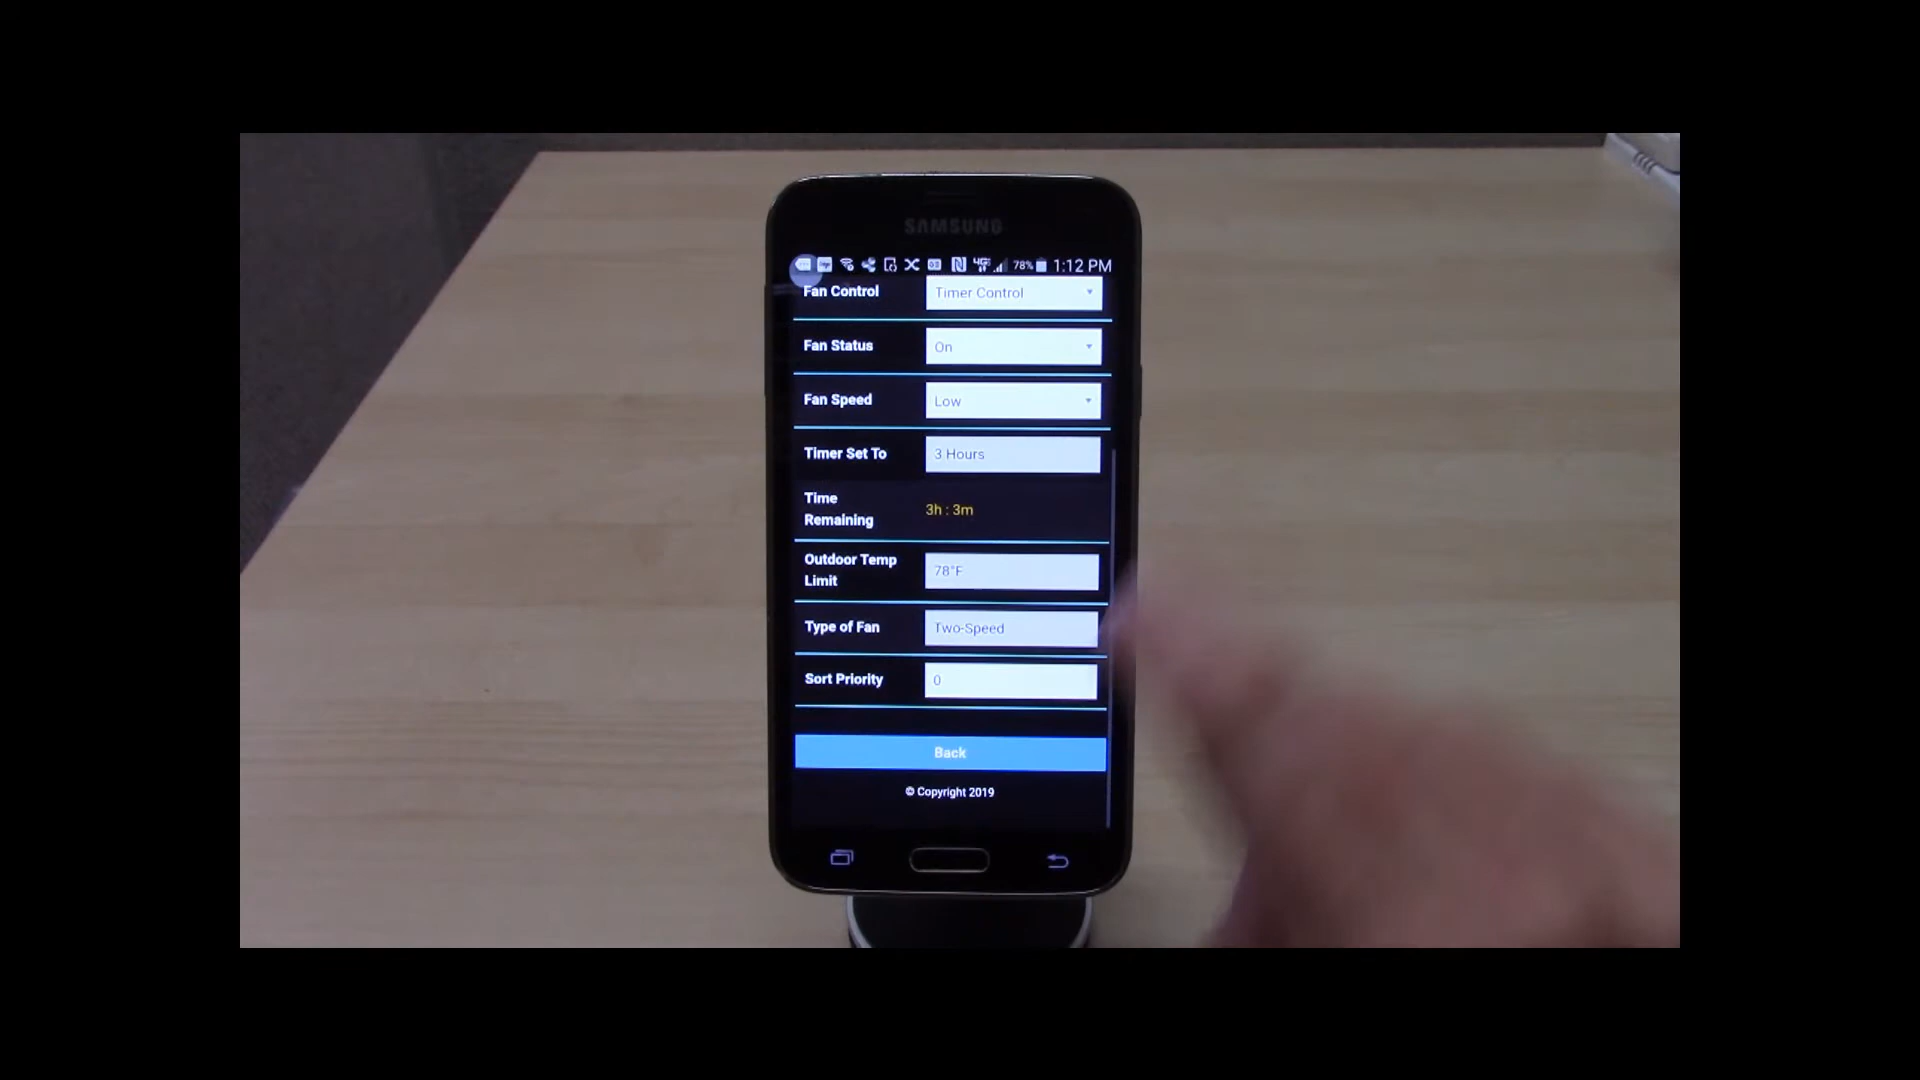 SAMSUNG
78% 1:12 PM
Fan Control Timer Control
Fan Status On
Fan Speed Low
Timer Set To 3 Hours
Time
Remaining
3h : 3m
Outdoor Temp
Limit
78°F
Type of Fan Two-Speed
Sort Priority 0
Back
© Copyright 2019